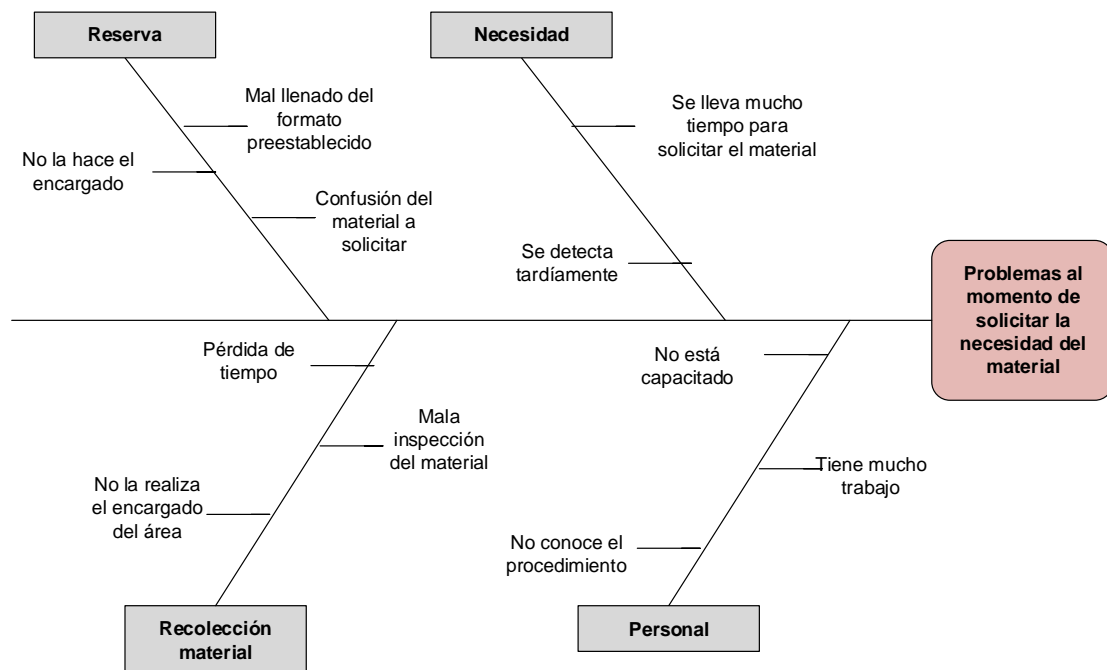 Reserva
Necesidad
Mal llenado del
formato
preestablecido
No la hace el
encargado
Confusión del
material a
solicitar
Se lleva mucho
tiempo para
solicitar el material
Se detecta
tardíamente
Problemas al
momento de
solicitar la
necesidad del
material
Pérdida de
tiempo
Mala
inspección
del material
No la realiza
el encargado
del área
No está
capacitado
Tiene mucho
trabajo
No conoce el
procedimiento
Recolección
material
Personal